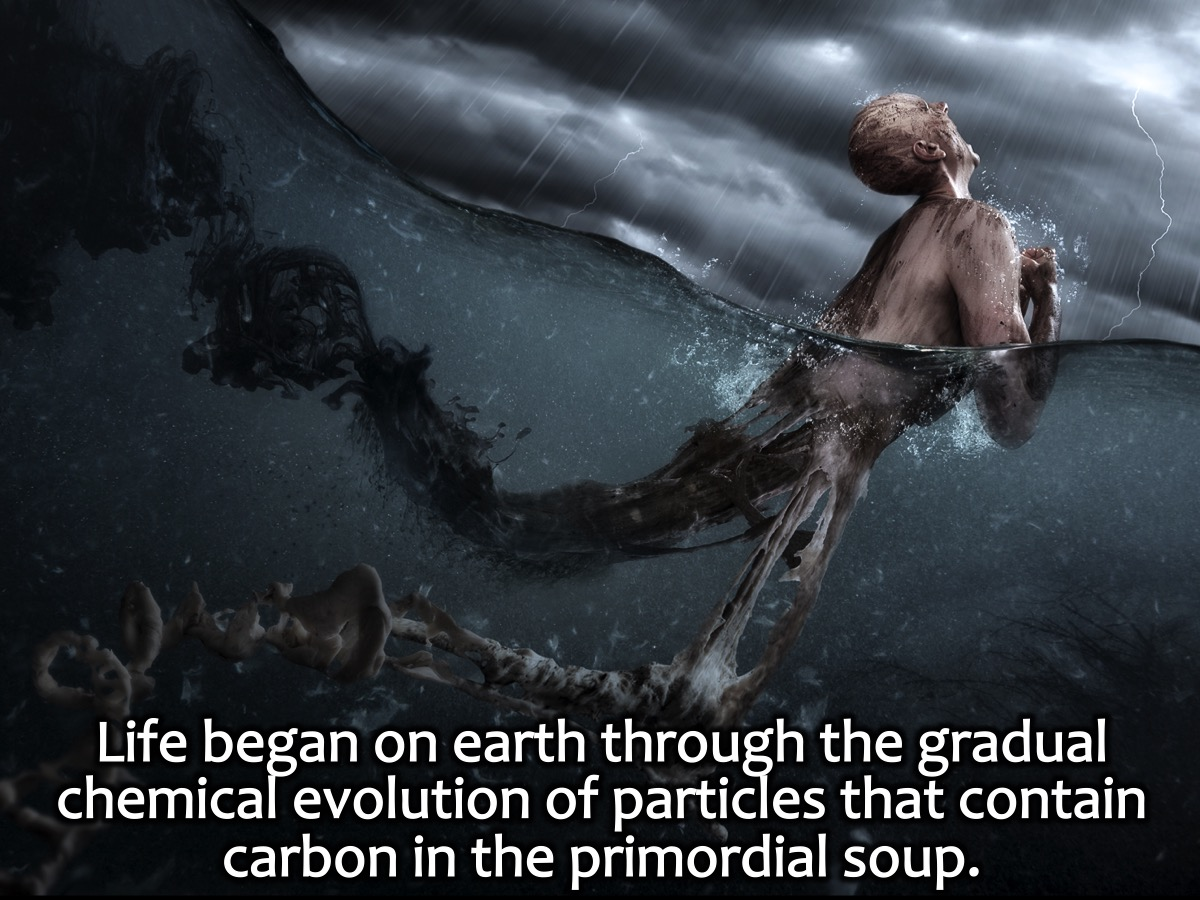 Life began on earth through the gradual
chemical evolution of particles that contain
carbon in the primordial soup.